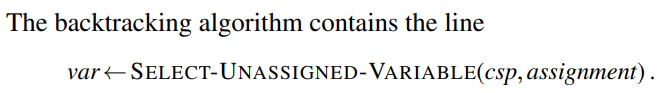 The backtracking algorithm contains the line
var ← SELECT-UNASSIGNED-VARIABLE(csp, assignment) .